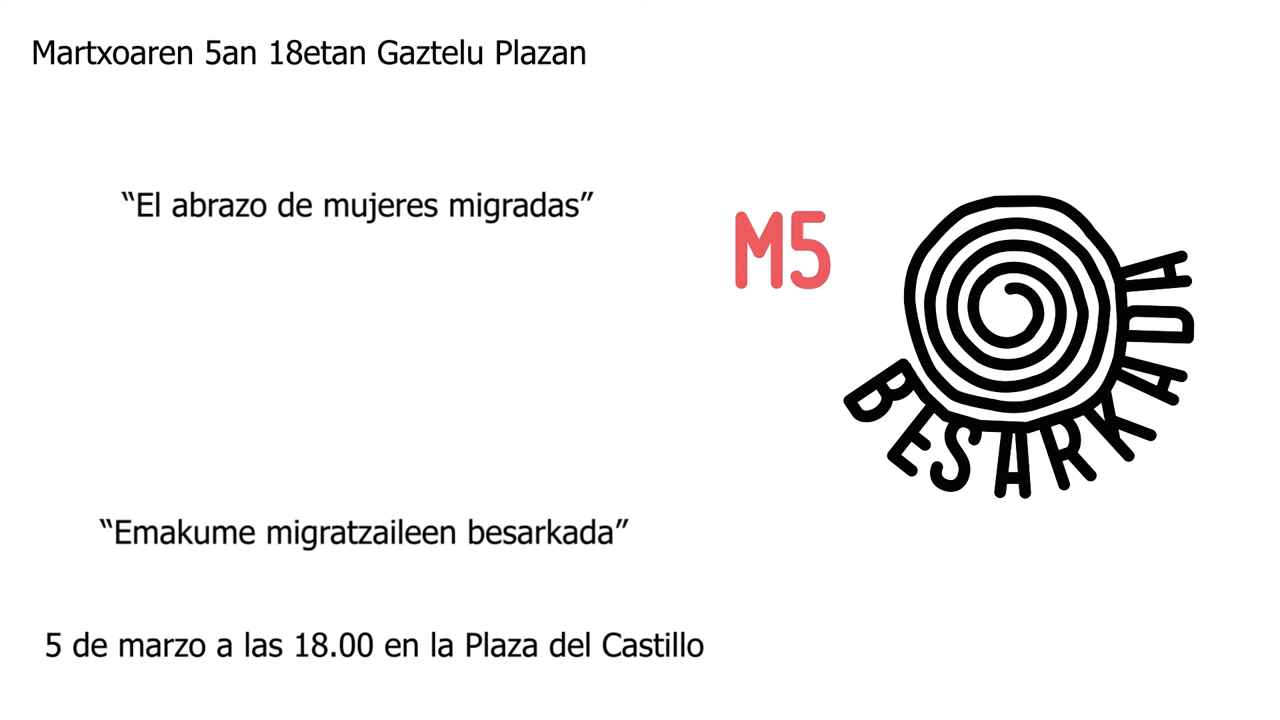 Martxoaren 5an 18etan Gaztelu Plazan
“El abrazo de mujeres migradas”
M5
BESARKADA
“Emakume migratzaileen besarkada”
5 de marzo a las 18.00 en la Plaza del Castillo